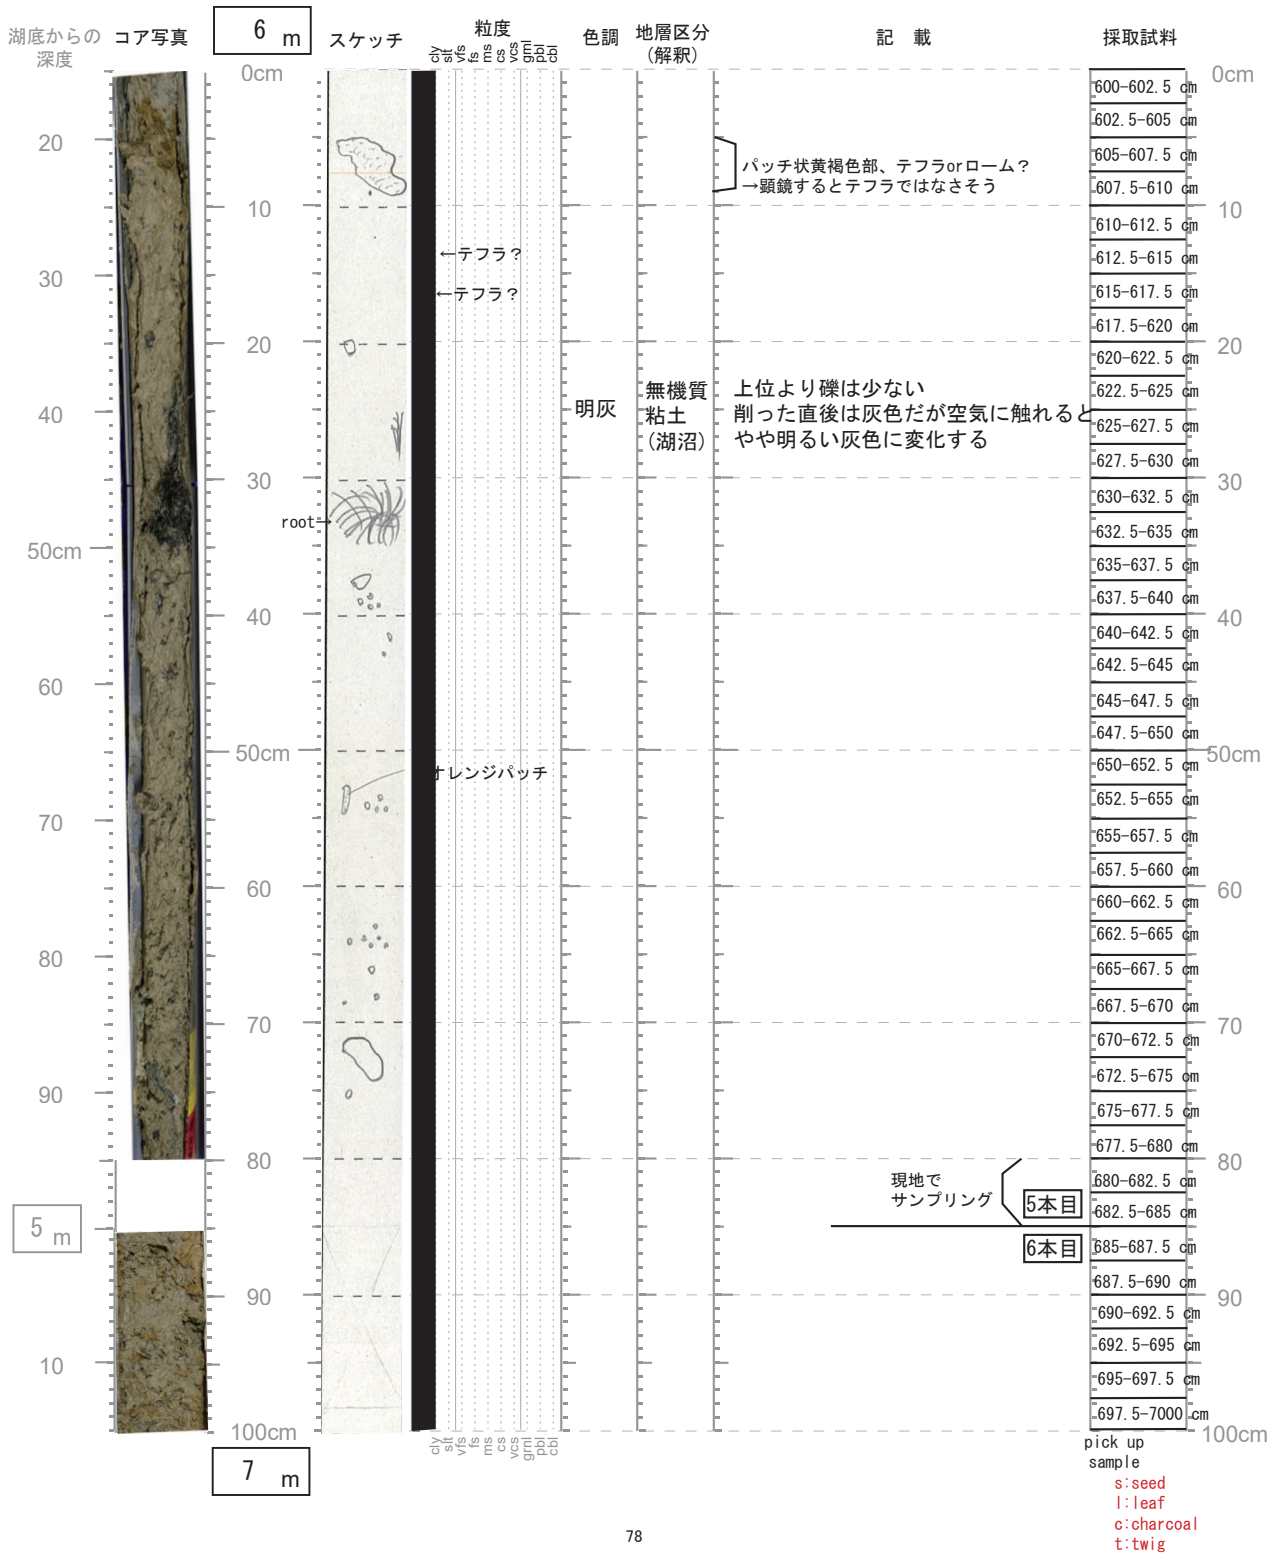 湖底からの
深度
コア写真
6 m
スケッチ
粒度
cly
slt
vfs
fs
ms
cs
vcs
grnl
pbl
cbl
色調
地層区分
(解釈)
記 載
採取試料
0cm
10
20
30
40
50cm
60
70
80
90
100cm
20
30
40
50cm
60
70
80
90
5 m
10
root→
←テフラ?
←テフラ?
オレンジパッチ
明灰
無機質
粘土
(湖沼)
パッチ状黄褐色部、テフラorローム?
→顕鏡するとテフラではなさそう
上位より礫は少ない
削った直後は灰色だが空気に触れると
やや明るい灰色に変化する
現地で
サンプリング
5本目
6本目
600-602.5 cm
602.5-605 cm
605-607.5 cm
607.5-610 cm
610-612.5 cm
612.5-615 cm
615-617.5 cm
617.5-620 cm
620-622.5 cm
622.5-625 cm
625-627.5 cm
627.5-630 cm
630-632.5 cm
632.5-635 cm
635-637.5 cm
637.5-640 cm
640-642.5 cm
642.5-645 cm
645-647.5 cm
647.5-650 cm
650-652.5 cm
652.5-655 cm
655-657.5 cm
657.5-660 cm
660-662.5 cm
662.5-665 cm
665-667.5 cm
667.5-670 cm
670-672.5 cm
672.5-675 cm
675-677.5 cm
677.5-680 cm
680-682.5 cm
682.5-685 cm
685-687.5 cm
687.5-690 cm
690-692.5 cm
692.5-695 cm
695-697.5 cm
697.5-7000 cm
0cm
10
20
30
40
50cm
60
70
80
90
100cm
7 m
cly
slt
vfs
fs
ms
cs
vcs
grnl
pbl
cbl
pick up
sample
s:seed
l:leaf
c:charcoal
t:twig
78